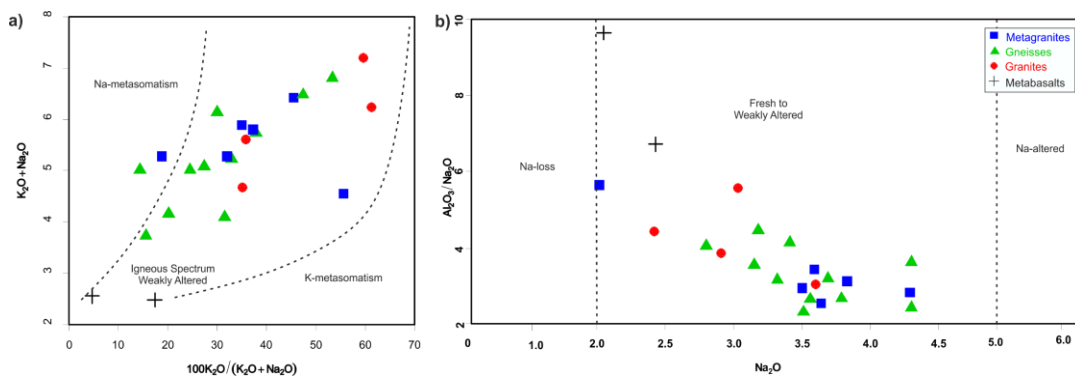 a)
K₂O+Na₂O
8
7
6
5
4
3
2
Na-metasomatism
Igneous Spectrum
Weakly Altered
K-metasomatism
0 10 20 30 40 50 60 70
100K₂O/(K₂O+Na₂O)
b)
Al₂O₃/Na₂O
10
8
6
4
2
Na-loss
Fresh to
Weakly Altered
Na-altered
Metagranites
Gneisses
Granites
Metabasalts
0 1.0 2.0 2.5 3.0 3.5 4.0 4.5 5.0 6.0
Na₂O